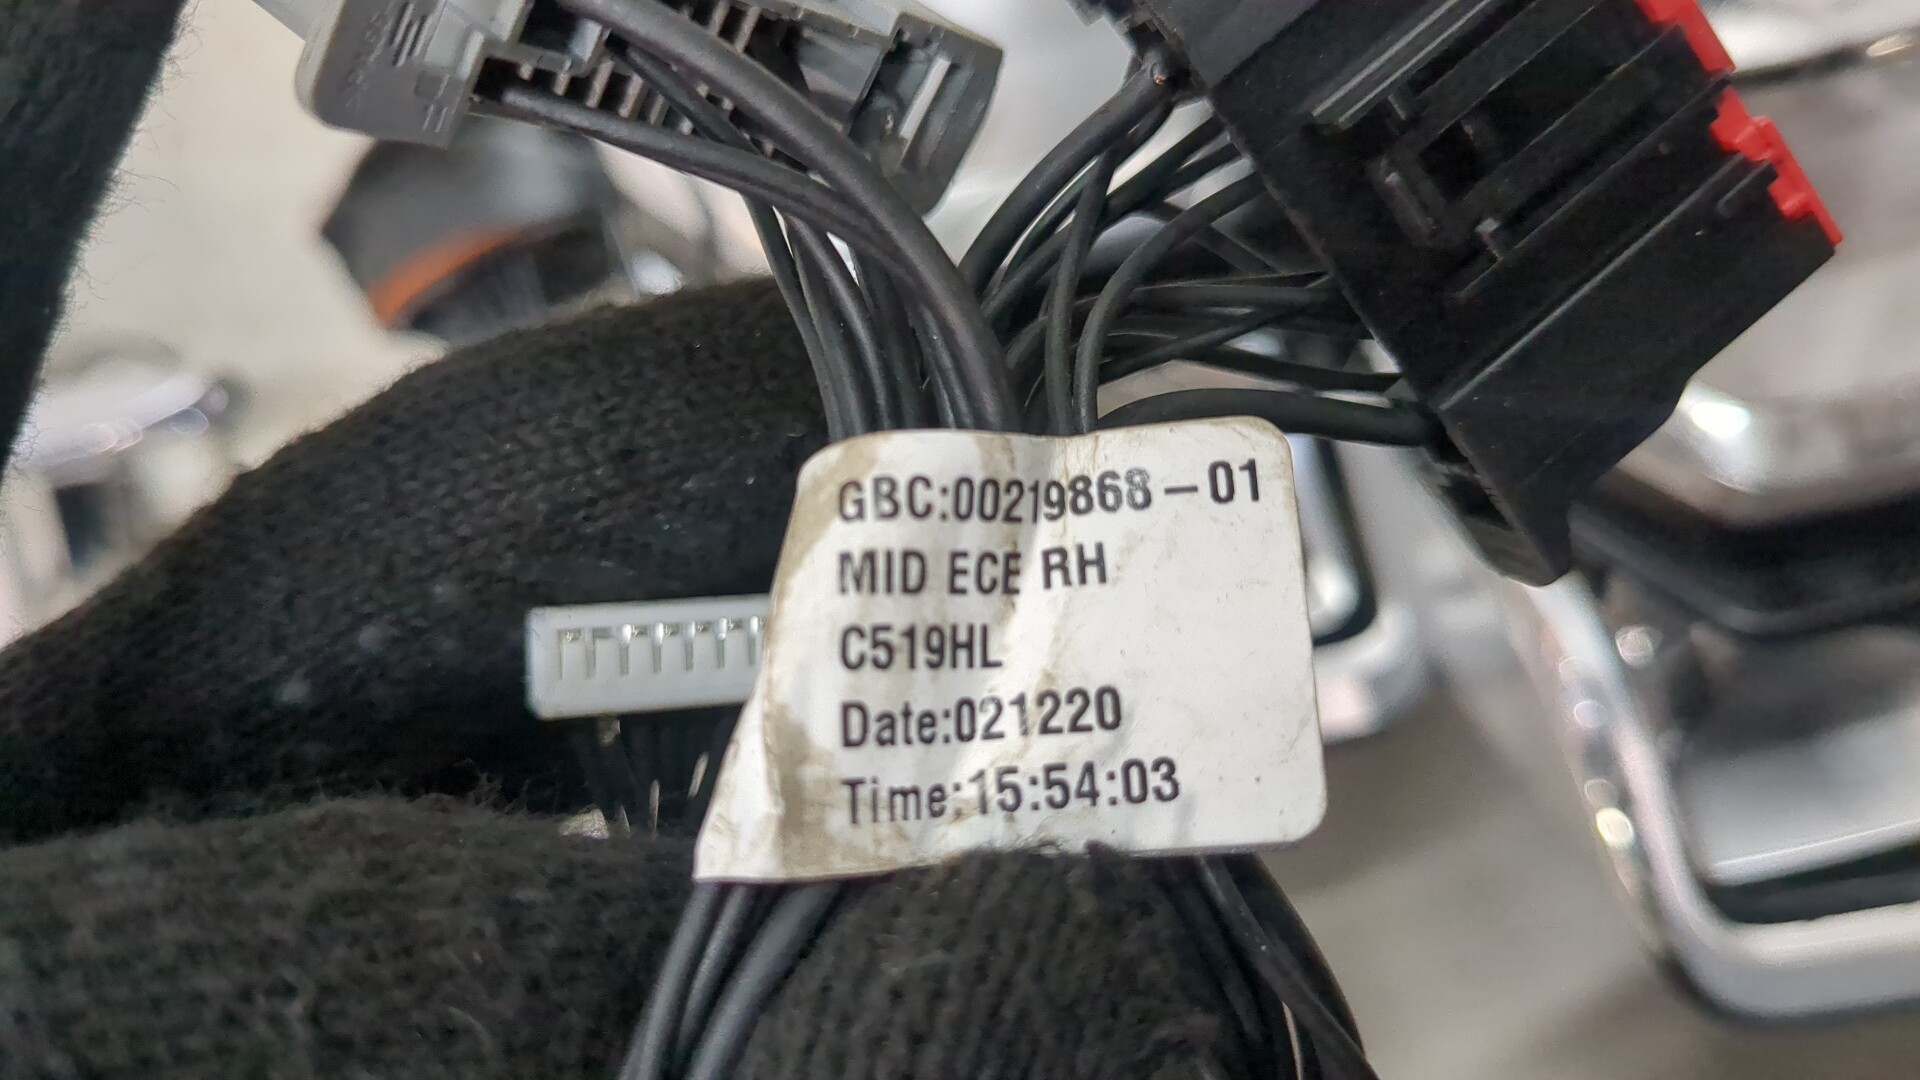 GBC:00219868-01
MID ECE RH
C519HL
Date:021220
Time:15:54:03